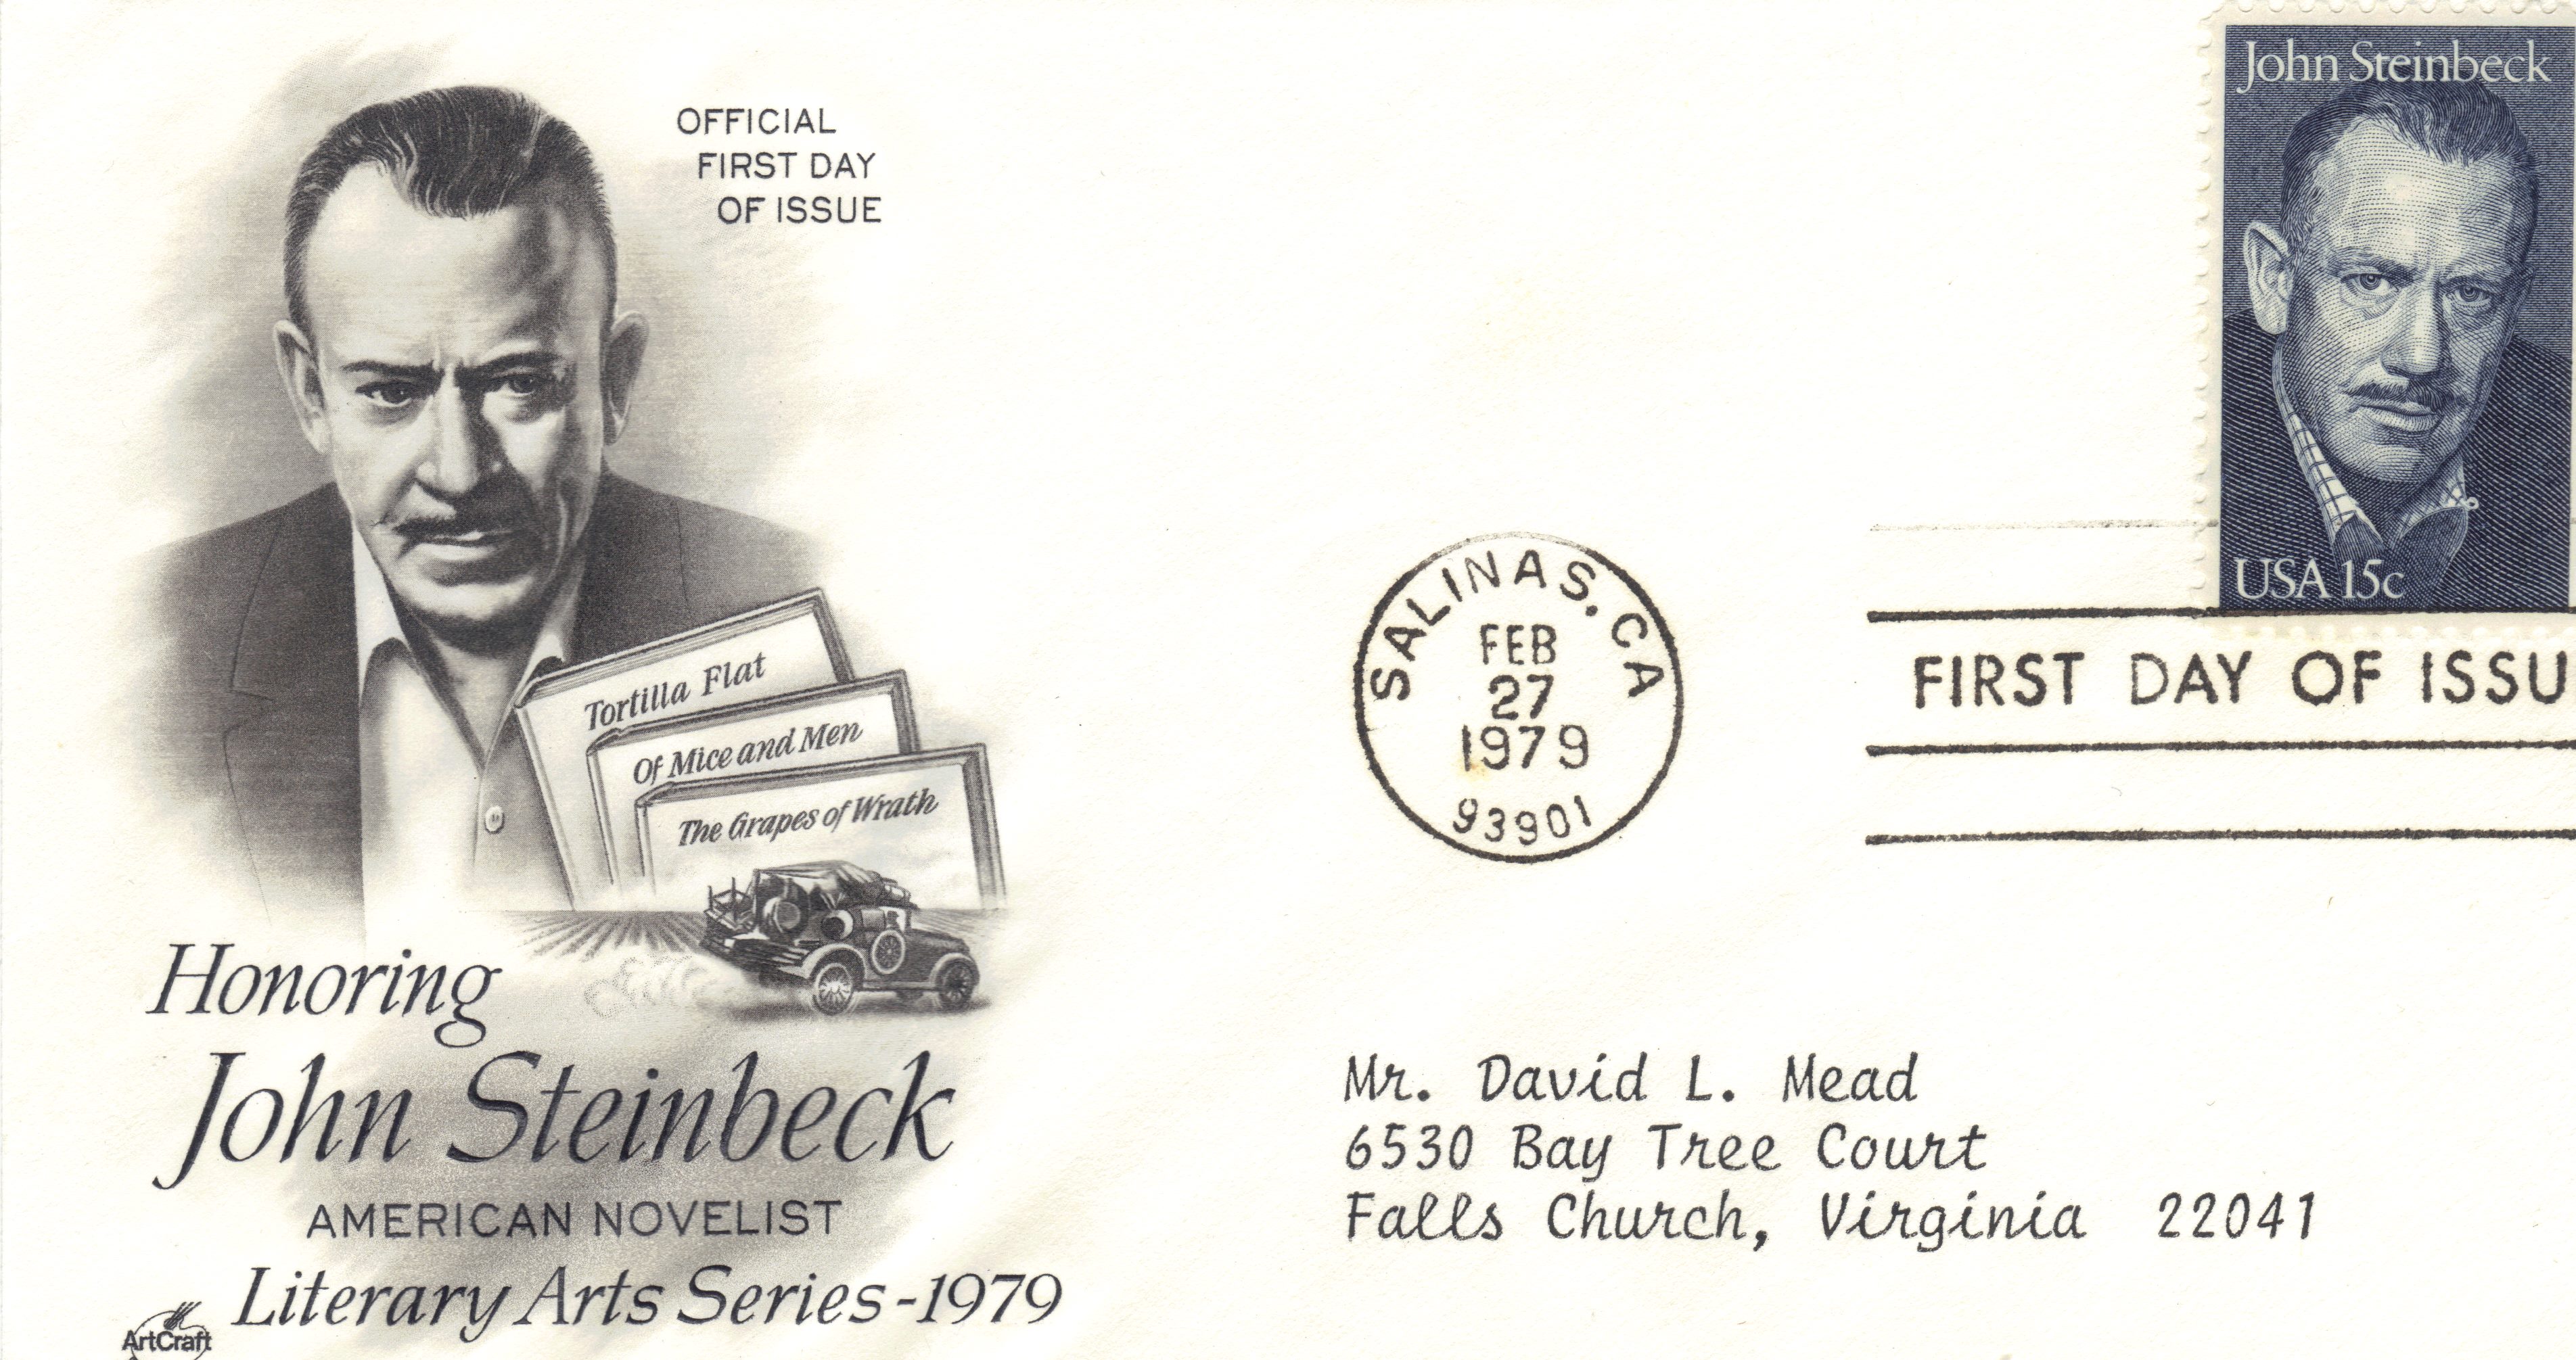 OFFICIAL
FIRST DAY
OF ISSUE
Tortilla Flat
Of Mice and Men
The Grapes of Wrath
Honoring
John Steinbeck
AMERICAN NOVELIST
Literary Arts Series-1979
ArtCraft
John Steinbeck
USA 15c
SALINAS, CA
FEB
27
1979
93901
FIRST DAY OF ISSU
Mr. David L. Mead
6530 Bay Tree Court
Falls Church, Virginia 22041